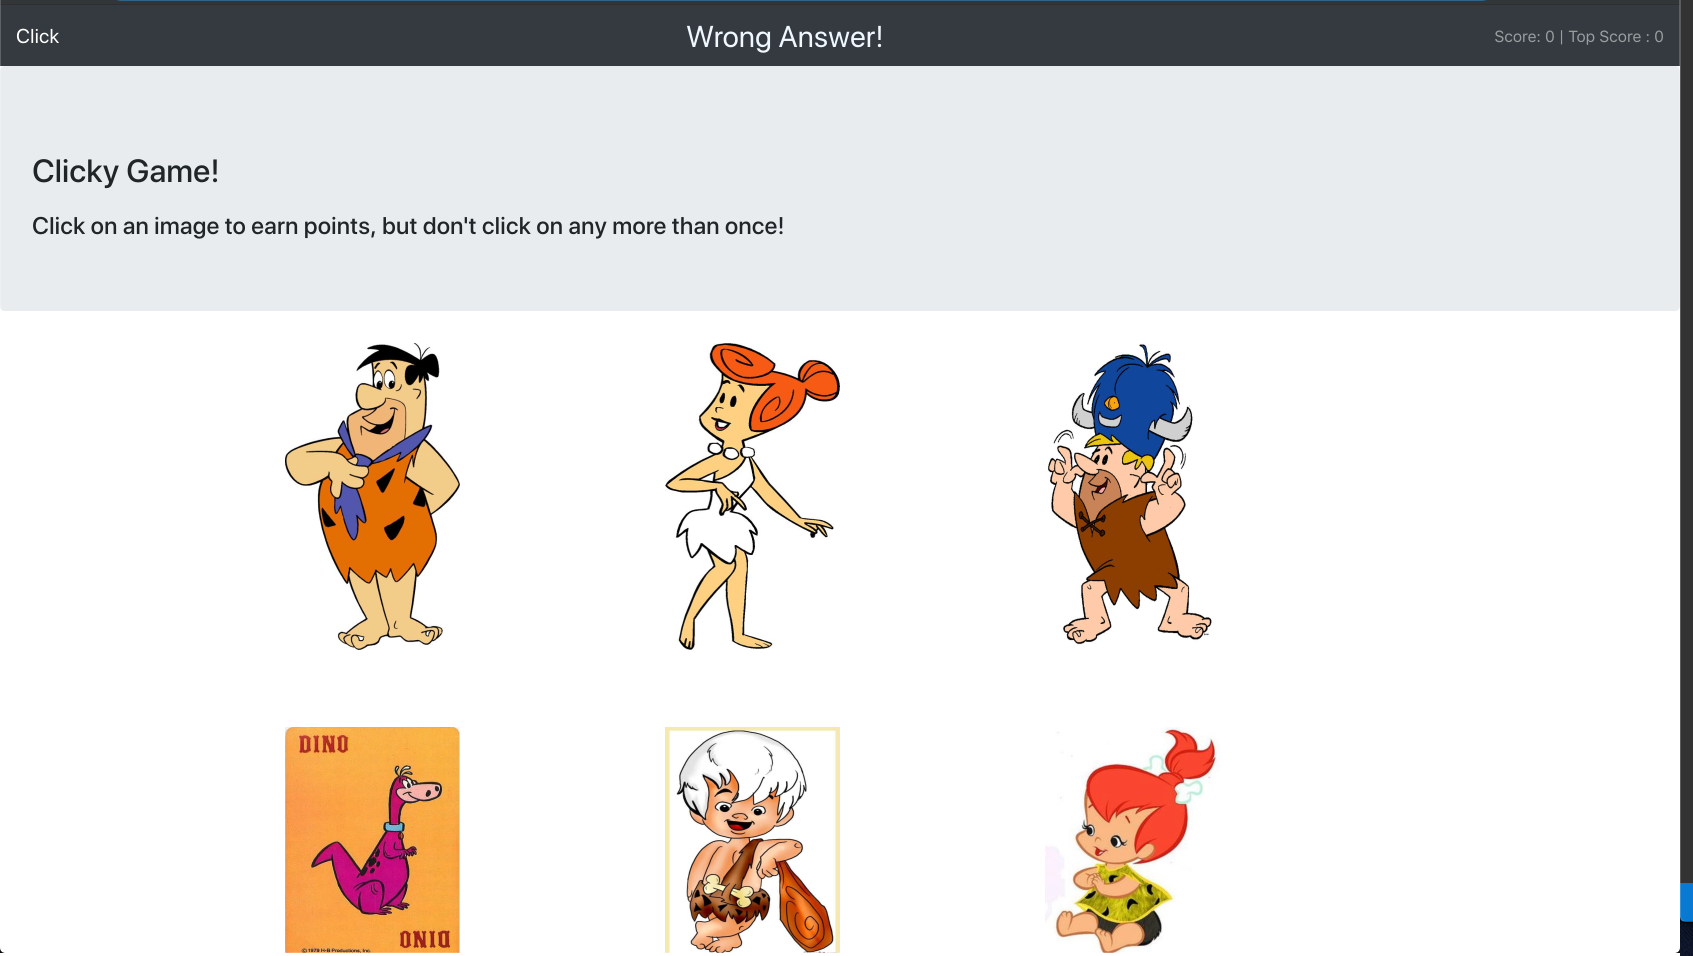 Click
Wrong Answer!
Score: 0 | Top Score : 0
Clicky Game!
Click on an image to earn points, but don't click on any more than once!
DINO
DINO
© 1979 H-B Productions, Inc.